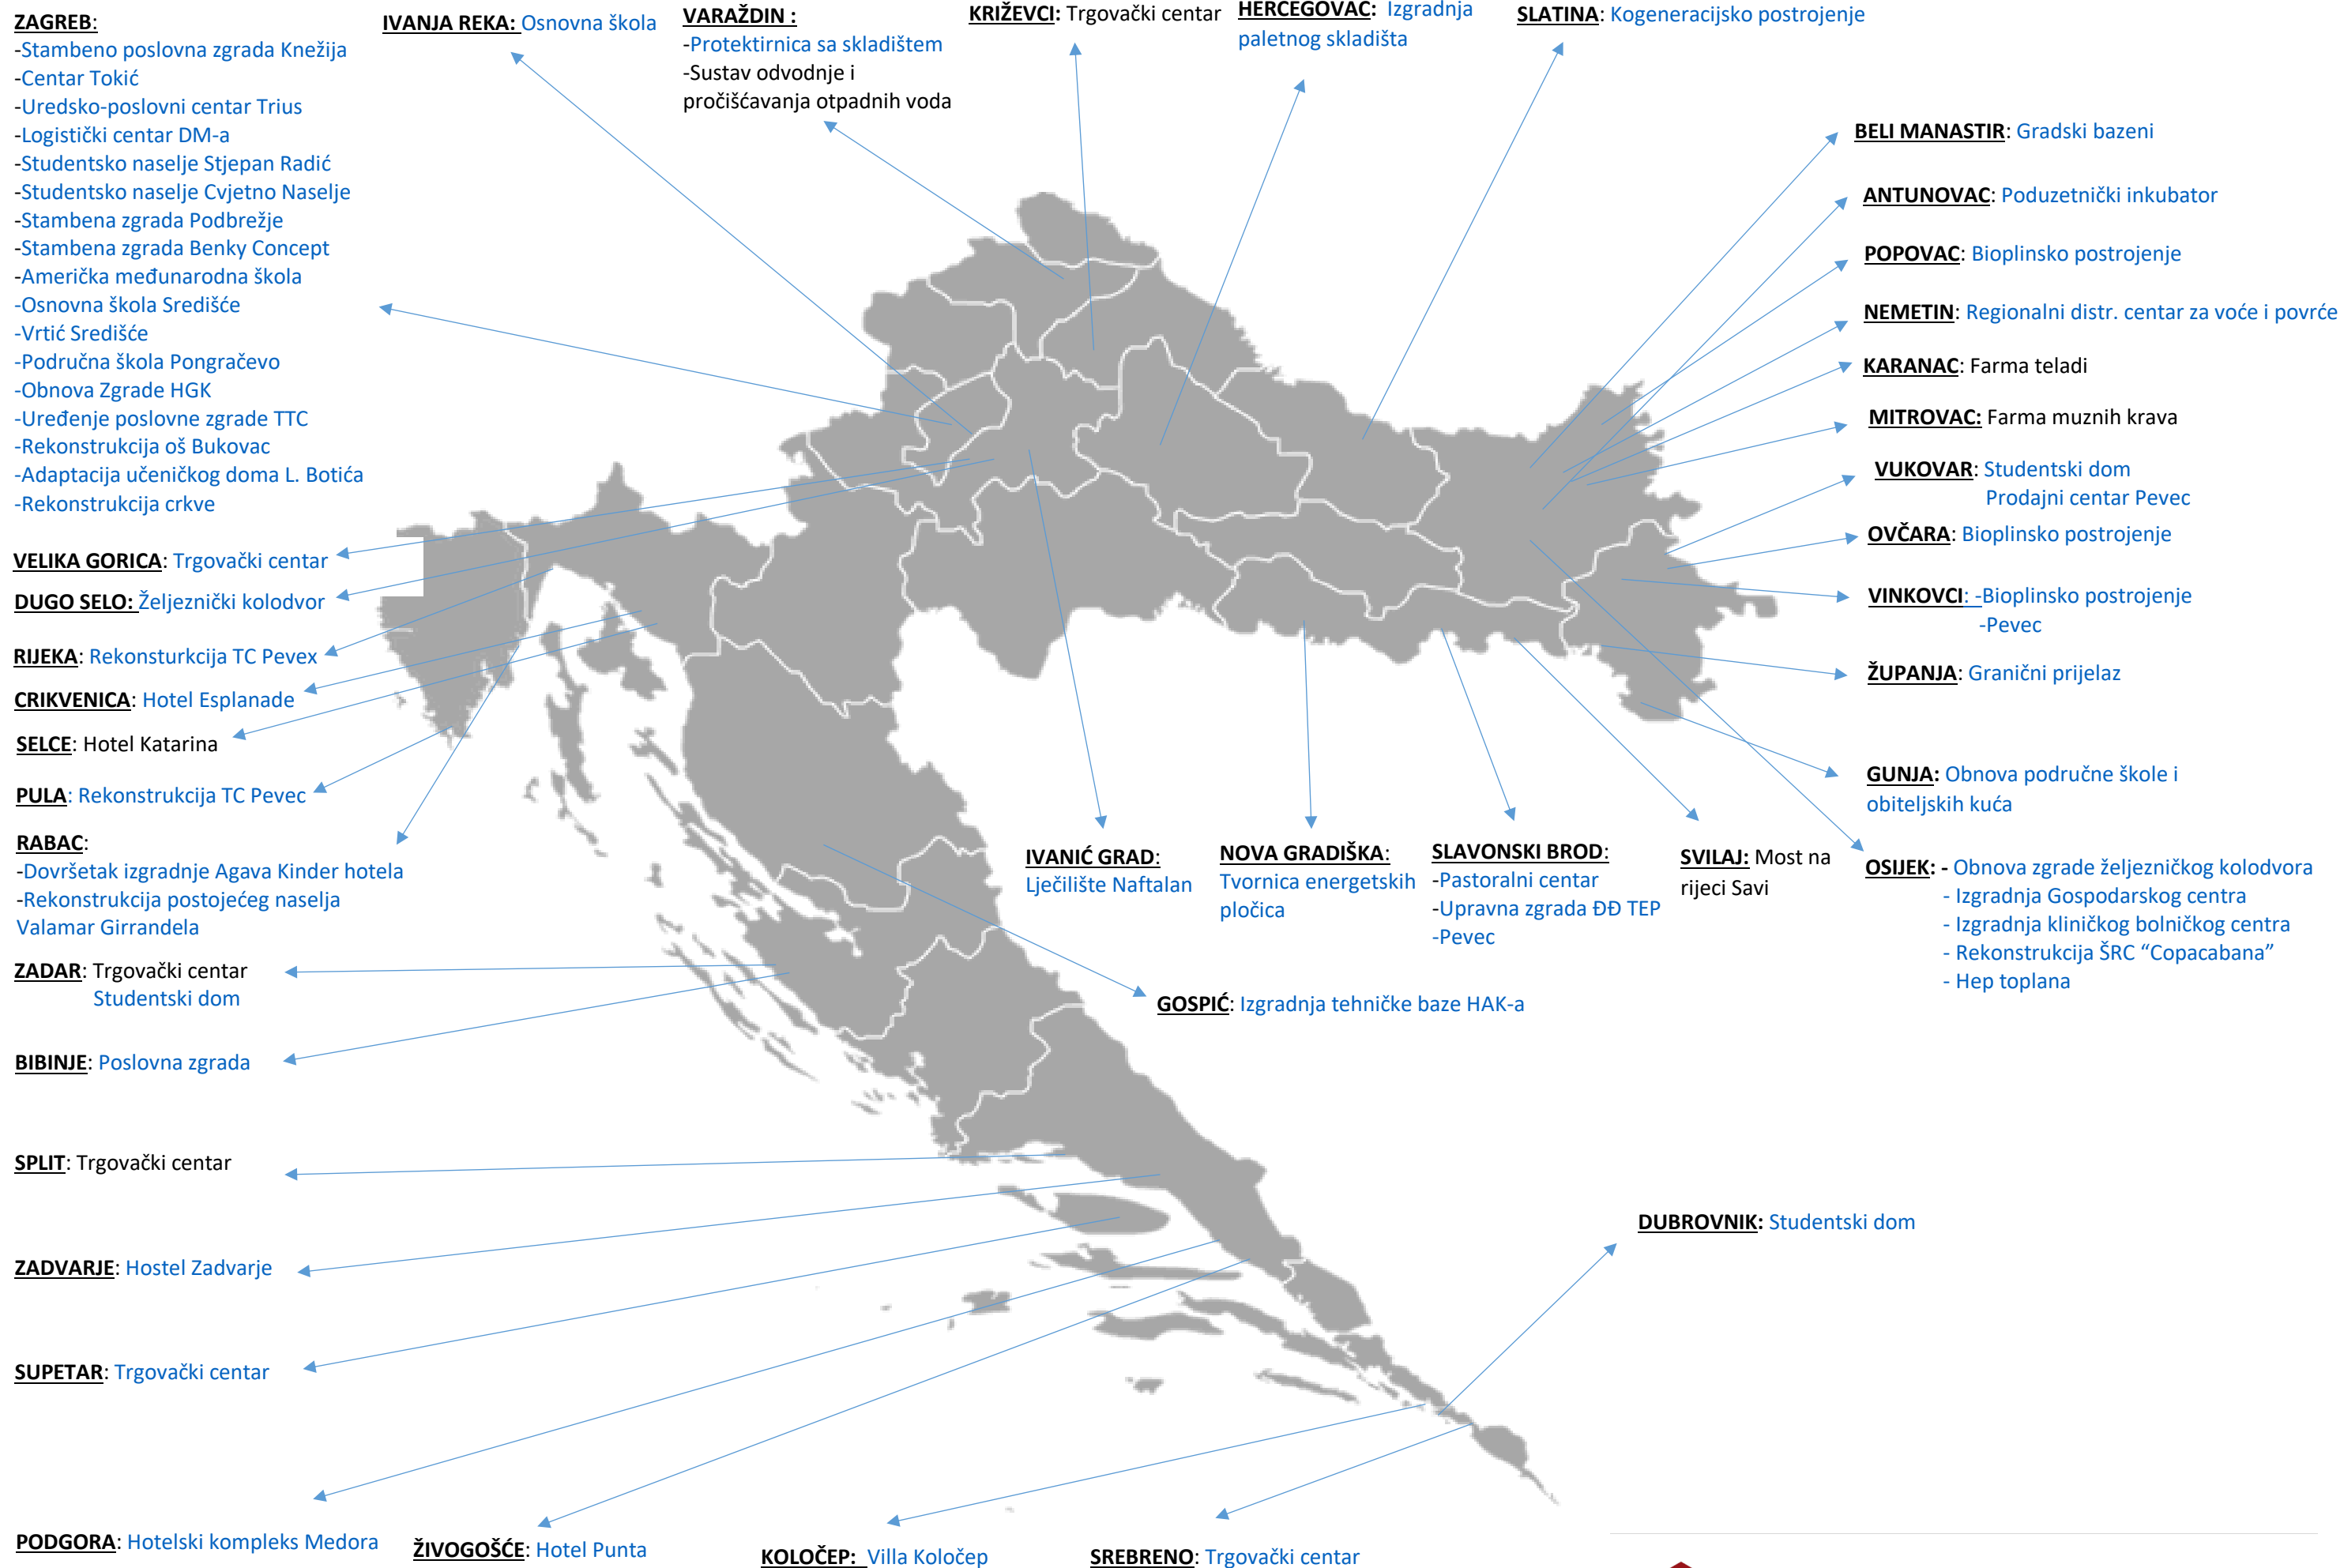 ZAGREB:
-Stambeno poslovna zgrada Knežija
-Centar Tokić
-Uredsko-poslovni centar Trius
-Logistički centar DM-a
-Studentsko naselje Stjepan Radić
-Studentsko naselje Cvjetno Naselje
-Stambena zgrada Podbrežje
-Stambena zgrada Benky Concept
-Američka međunarodna škola
-Osnovna škola Središće
-Vrtić Središće
-Područna škola Pongračevo
-Obnova Zgrade HGK
-Uređenje poslovne zgrade TTC
-Rekonstrukcija oš Bukovac
-Adaptacija učeničkog doma L. Botića
-Rekonstrukcija crkve
IVANJA REKA: Osnovna škola
VARAŽDIN :
-Protektirnica sa skladištem
-Sustav odvodnje i
pročišćavanja otpadnih voda
KRIŽEVCI: Trgovački centar
HERCEGOVAC: Izgradnja
paletnog skladišta
SLATINA: Kogeneracijsko postrojenje
BELI MANASTIR: Gradski bazeni
ANTUNOVAC: Poduzetnički inkubator
POPOVAC: Bioplinsko postrojenje
NEMETIN: Regionalni distr. centar za voće i povrće
KARANAC: Farma teladi
MITROVAC: Farma muznih krava
VUKOVAR: Studentski dom
Prodajni centar Pevec
OVČARA: Bioplinsko postrojenje
VINKOVCI: -Bioplinsko postrojenje
-Pevec
ŽUPANJA: Granični prijelaz
GUNJA: Obnova područne škole i
obiteljskih kuća
OSIJEK: - Obnova zgrade željezničkog kolodvora
- Izgradnja Gospodarskog centra
- Izgradnja kliničkog bolničkog centra
- Rekonstrukcija ŠRC “Copacabana”
- Hep toplana
VELIKA GORICA: Trgovački centar
DUGO SELO: Željeznički kolodvor
RIJEKA: Rekonsturkcija TC Pevex
CRIKVENICA: Hotel Esplanade
SELCE: Hotel Katarina
PULA: Rekonstrukcija TC Pevec
RABAC:
-Dovršetak izgradnje Agava Kinder hotela
-Rekonstrukcija postojećeg naselja
Valamar Girrandela
IVANIĆ GRAD:
Lječilište Naftalan
NOVA GRADIŠKA:
Tvornica energetskih
pločica
SLAVONSKI BROD:
-Pastoralni centar
-Upravna zgrada ĐĐ TEP
-Pevec
SVILAJ: Most na
rijeci Savi
ZADAR: Trgovački centar
Studentski dom
GOSPIĆ: Izgradnja tehničke baze HAK-a
BIBINJE: Poslovna zgrada
SPLIT: Trgovački centar
DUBROVNIK: Studentski dom
ZADVARJE: Hostel Zadvarje
SUPETAR: Trgovački centar
PODGORA: Hotelski kompleks Medora
ŽIVOGOŠĆE: Hotel Punta
KOLOČEP: Villa Koločep
SREBRENO: Trgovački centar